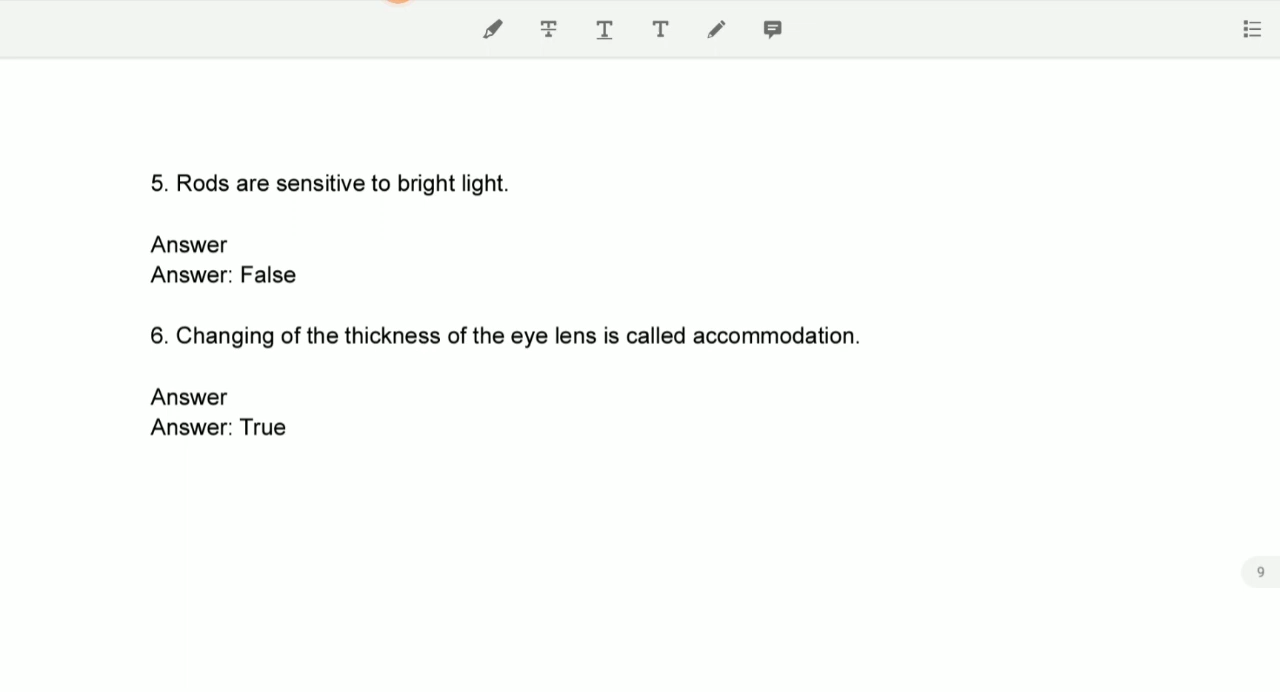 5. Rods are sensitive to bright light.
Answer
Answer: False
6. Changing of the thickness of the eye lens is called accommodation.
Answer
Answer: True
9